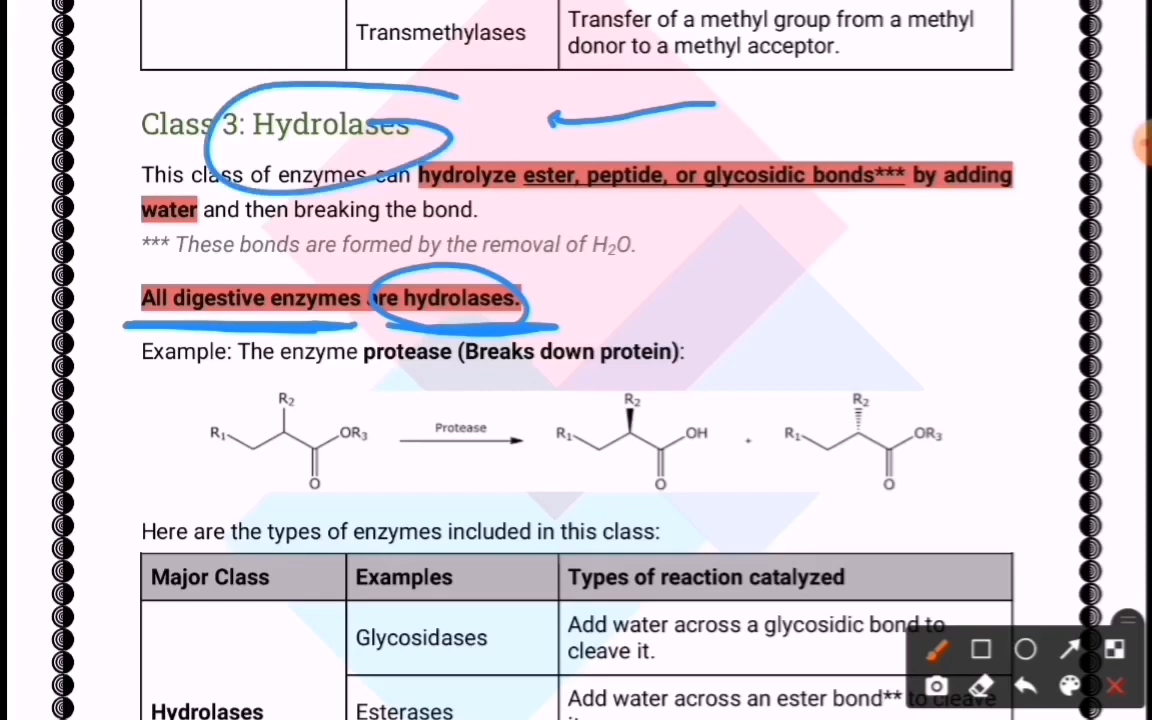 Transmethylases
Transfer of a methyl group from a methyl
donor to a methyl acceptor.
Class 3: Hydrolases
This class of enzymes can hydrolyze ester, peptide, or glycosidic bonds*** by adding
water and then breaking the bond.
*** These bonds are formed by the removal of H₂O.
All digestive enzymes are hydrolases.
Example: The enzyme protease (Breaks down protein):
R₂ R₂ R₂
R₁ OR₃ Protease R₁ OH + R₁ OR₃
O O O
Here are the types of enzymes included in this class:
Major Class Examples Types of reaction catalyzed
Glycosidases
Add water across a glycosidic bond to
cleave it.
Hydrolases
Esterases
Add water across an ester bond** to cleave